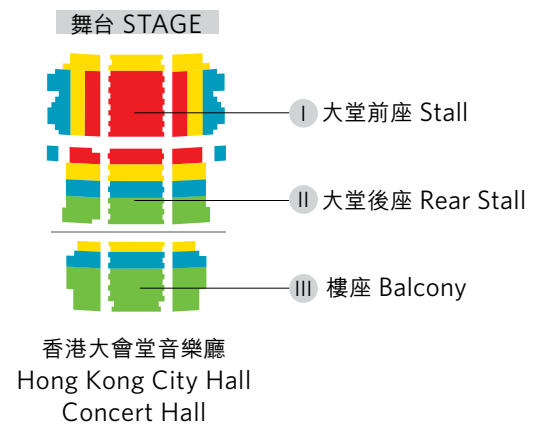 舞台 STAGE
I 大堂前座 Stall
II 大堂後座 Rear Stall
III 樓座 Balcony
香港大會堂音樂廳
Hong Kong City Hall
Concert Hall